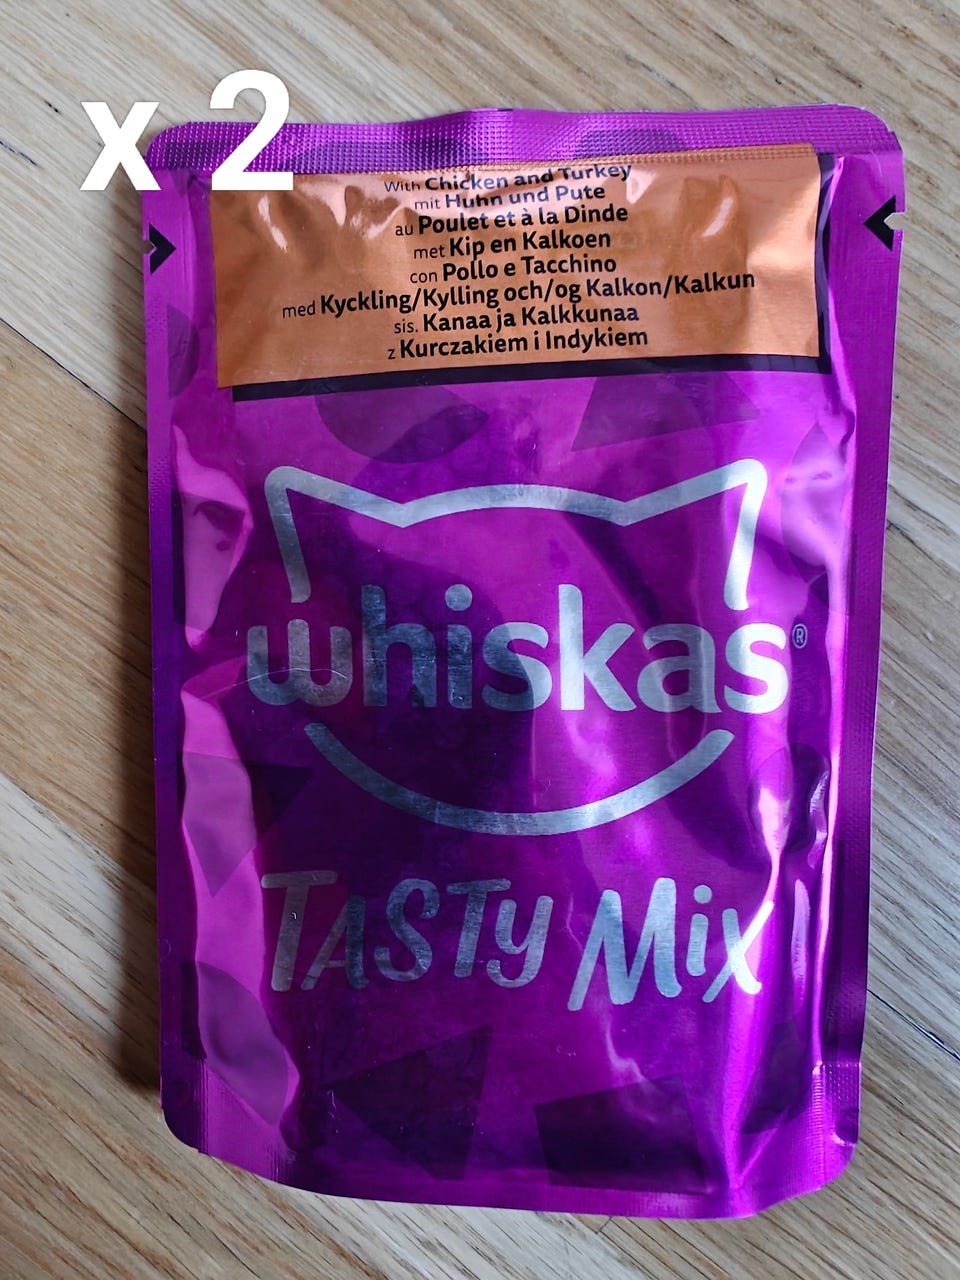 x 2
With Chicken and Turkey
mit Huhn und Pute
au Poulet et à la Dinde
met Kip en Kalkoen
con Pollo e Tacchino
med Kyckling/Kylling och/og Kalkon/Kalkun
sis. Kanaa ja Kalkkunaa
z Kurczakiem i Indykiem
whiskas®
TASTy Mix